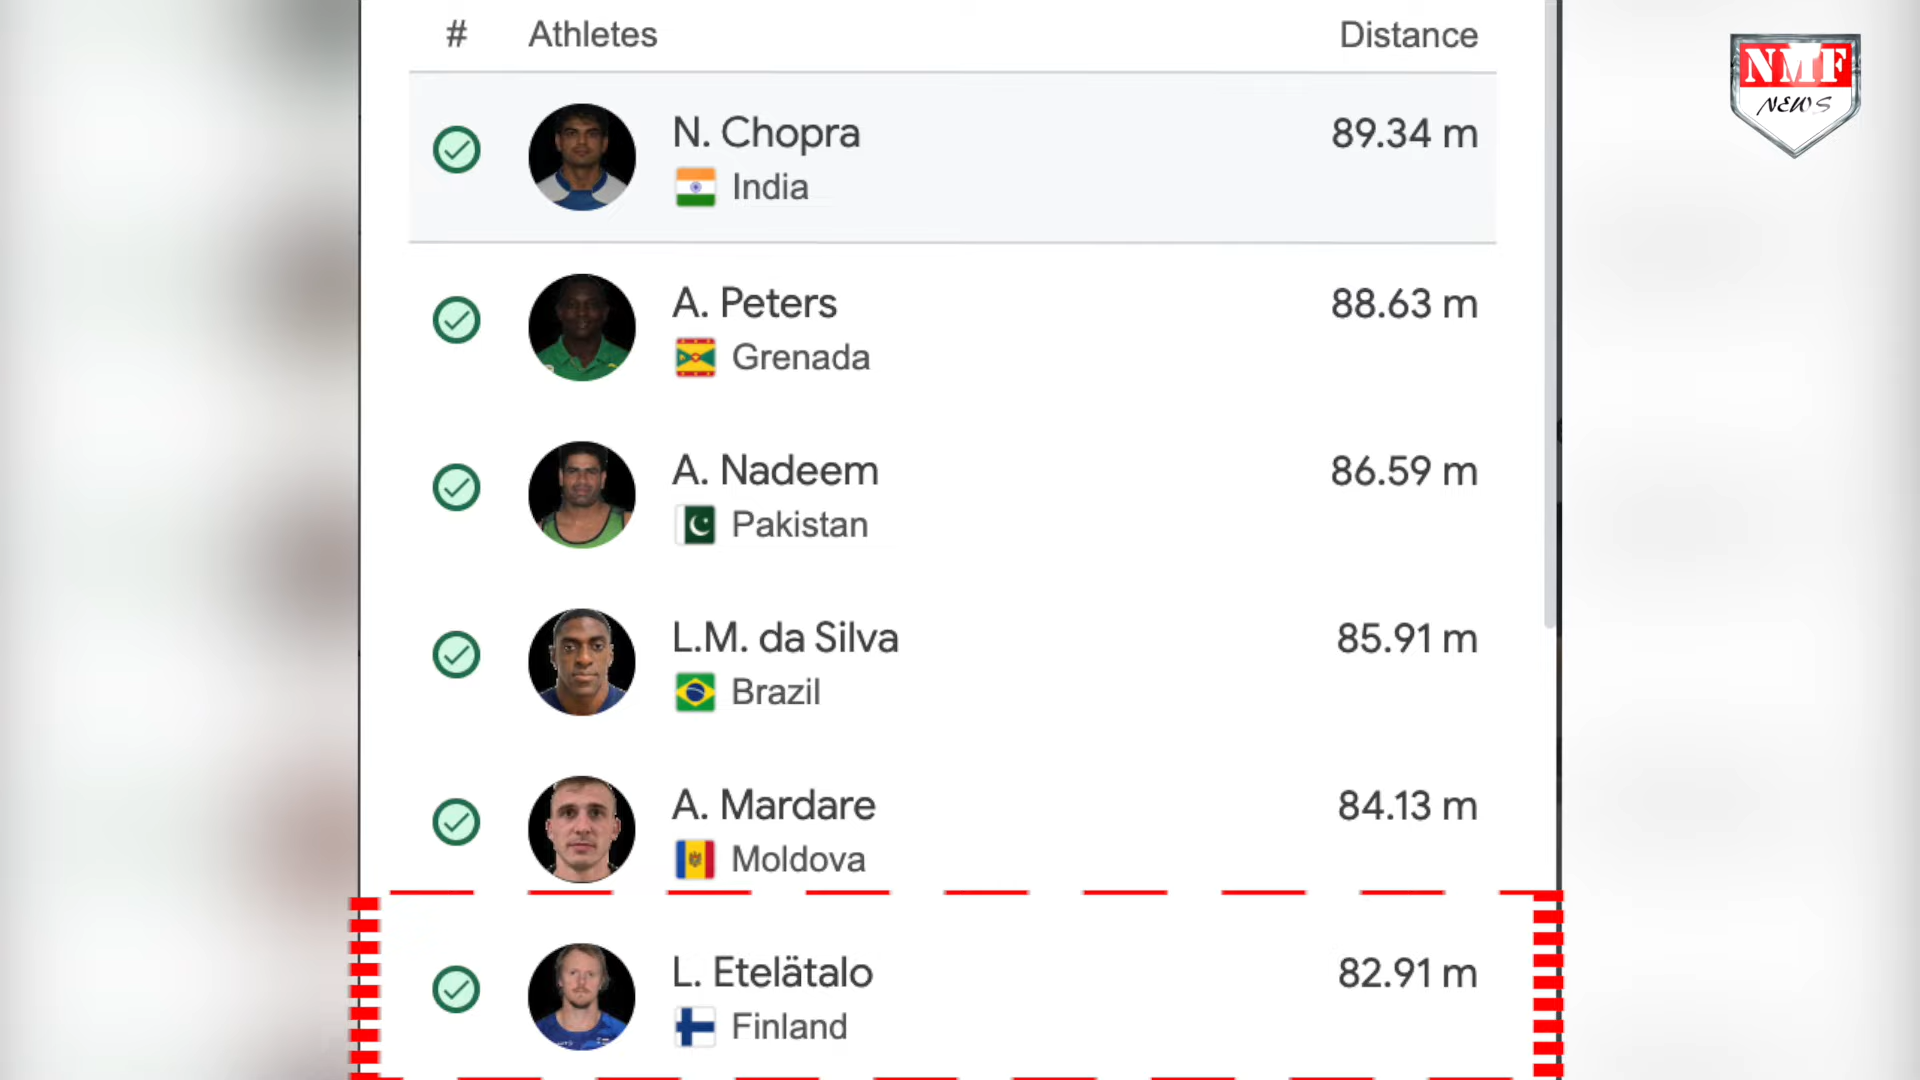 # Athletes Distance
NMF
NEWS
N. Chopra 89.34 m
India
A. Peters 88.63 m
Grenada
A. Nadeem 86.59 m
Pakistan
L.M. da Silva 85.91 m
Brazil
A. Mardare 84.13 m
Moldova
L. Etelätalo 82.91 m
Finland